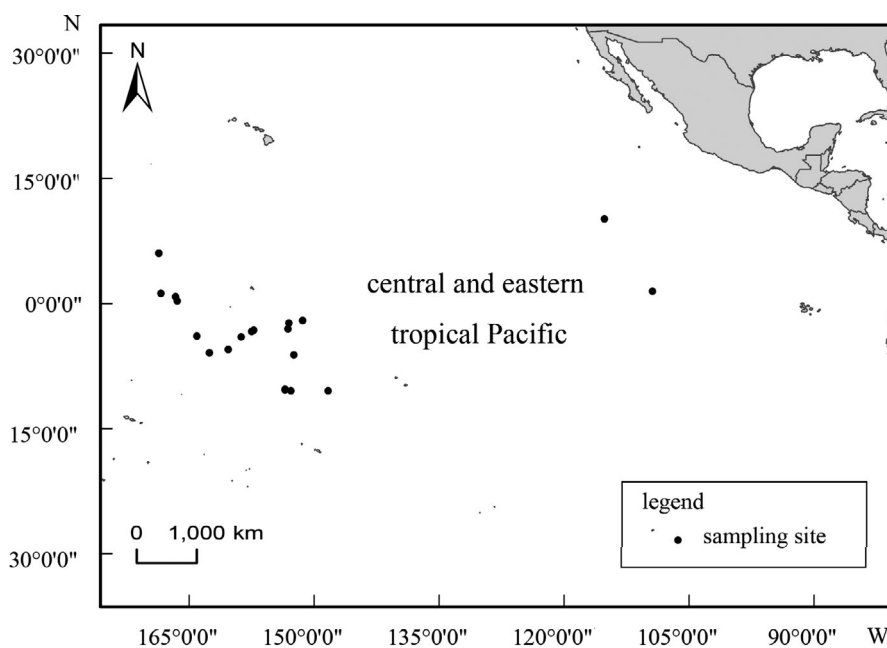 N
30°0'0"
N
15°0'0"
0°0'0"
central and eastern
tropical Pacific
15°0'0"
legend
sampling site
0 1,000 km
30°0'0"
165°0'0" 150°0'0" 135°0'0" 120°0'0" 105°0'0" 90°0'0" W